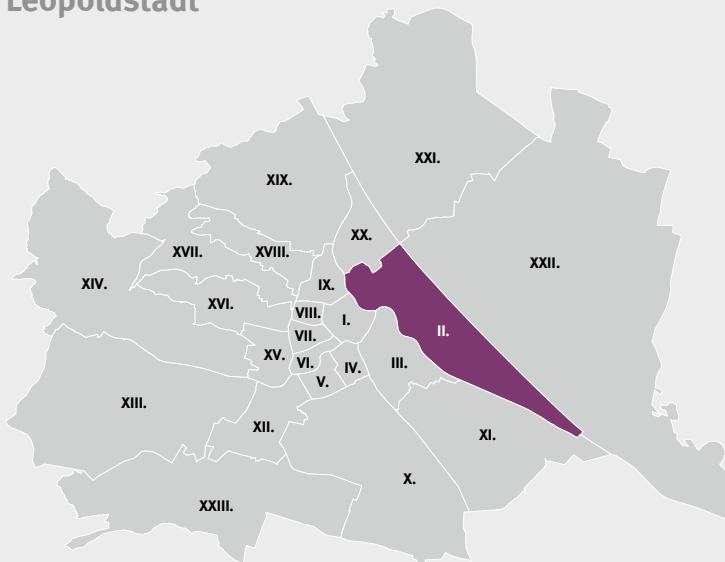 Leopoldstadt
XXI.
XIX.
XX.
XVII.
XVIII.
XXII.
XIV.
IX.
XVI.
VIII.
I.
II.
VII.
XV.
VI.
IV.
III.
V.
XIII.
XII.
XI.
X.
XXIII.